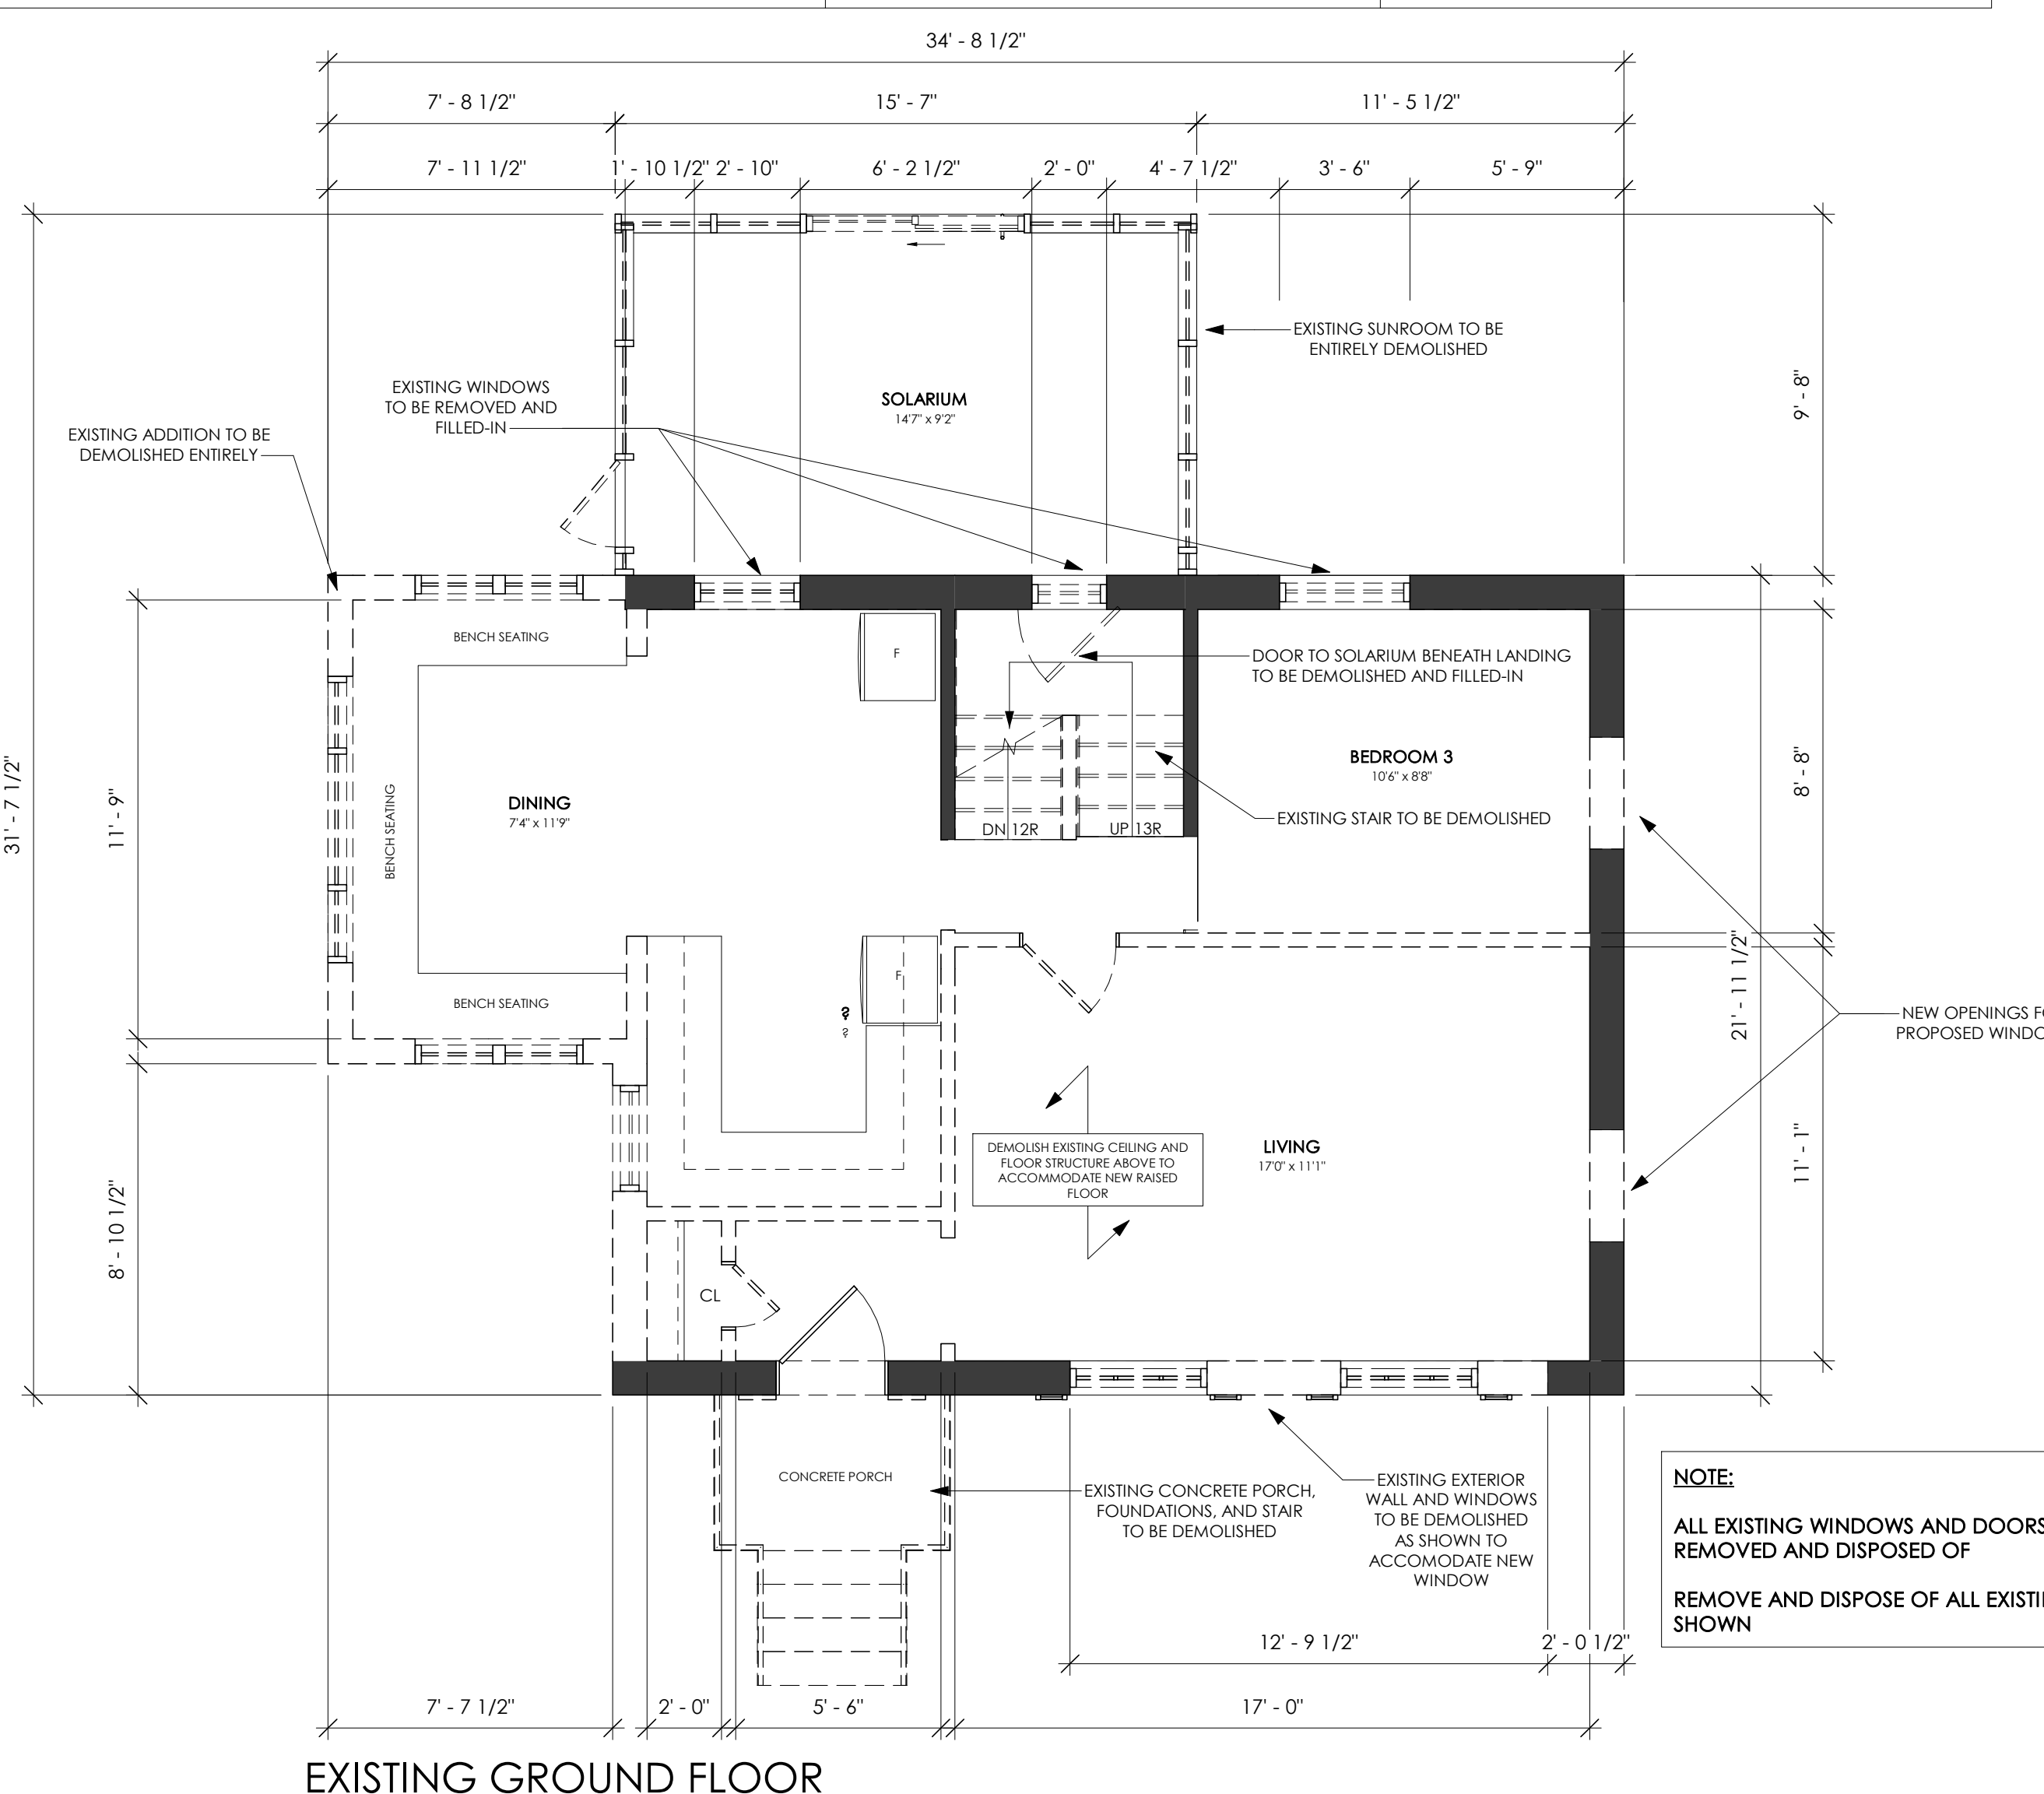 34' - 8 1/2"
7' - 8 1/2" 15' - 7" 11' - 5 1/2"
7' - 11 1/2" 1' - 10 1/2" 2' - 10" 6' - 2 1/2" 2' - 0" 4' - 7 1/2" 3' - 6" 5' - 9"
EXISTING SUNROOM TO BE
ENTIRELY DEMOLISHED
9' - 8"
EXISTING WINDOWS
TO BE REMOVED AND
FILLED-IN
SOLARIUM
14'7" x 9'2"
EXISTING ADDITION TO BE
DEMOLISHED ENTIRELY
BENCH SEATING
F
DOOR TO SOLARIUM BENEATH LANDING
TO BE DEMOLISHED AND FILLED-IN
31' - 7 1/2"
11' - 9"
BENCH SEATING
DINING
7'4" x 11'9"
BEDROOM 3
10'6" x 8'8"
8' - 8"
EXISTING STAIR TO BE DEMOLISHED
DN 12R
UP 13R
F
21' - 11 1/2"
BENCH SEATING
?
?
NEW OPENINGS FO
PROPOSED WINDO
DEMOLISH EXISTING CEILING AND
FLOOR STRUCTURE ABOVE TO
ACCOMMODATE NEW RAISED
FLOOR
LIVING
17'0" x 11'1"
11' - 1"
8' - 10 1/2"
CL
CONCRETE PORCH
EXISTING CONCRETE PORCH,
FOUNDATIONS, AND STAIR
TO BE DEMOLISHED
EXISTING EXTERIOR
WALL AND WINDOWS
TO BE DEMOLISHED
AS SHOWN TO
ACCOMODATE NEW
WINDOW
NOTE:
ALL EXISTING WINDOWS AND DOORS
REMOVED AND DISPOSED OF
REMOVE AND DISPOSE OF ALL EXISTI
SHOWN
12' - 9 1/2" 2' - 0 1/2"
7' - 7 1/2" 2' - 0" 5' - 6" 17' - 0"
EXISTING GROUND FLOOR